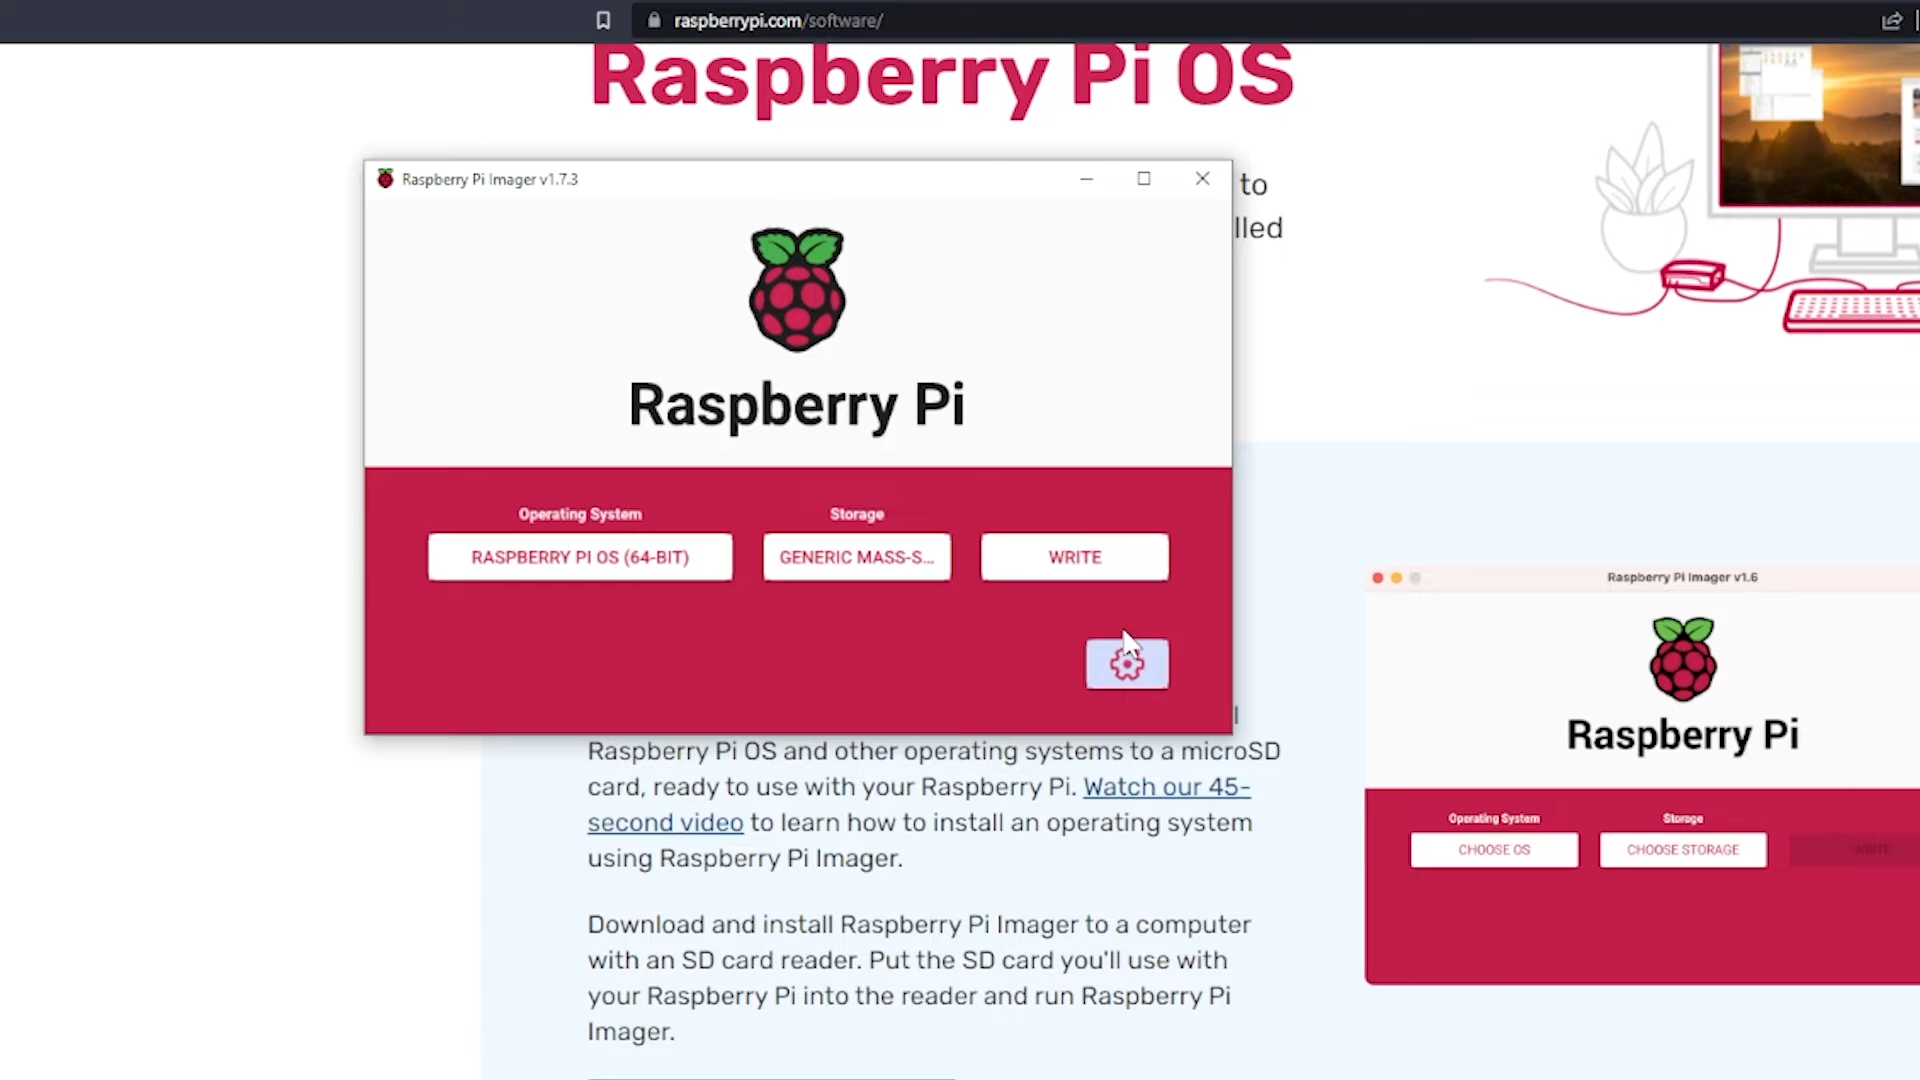 raspberrypi.com/software/
Raspberry Pi OS
to
lled
Raspberry Pi Imager v1.7.3
Raspberry Pi
Operating System
Storage
RASPBERRY PI OS (64-BIT)
GENERIC MASS-S...
WRITE
Raspberry Pi OS and other operating systems to a microSD
card, ready to use with your Raspberry Pi. Watch our 45-
second video to learn how to install an operating system
using Raspberry Pi Imager.
Download and install Raspberry Pi Imager to a computer
with an SD card reader. Put the SD card you'll use with
your Raspberry Pi into the reader and run Raspberry Pi
Imager.
Raspberry Pi Imager v1.6
Raspberry Pi
Operating System
Storage
CHOOSE OS
CHOOSE STORAGE
WRITE